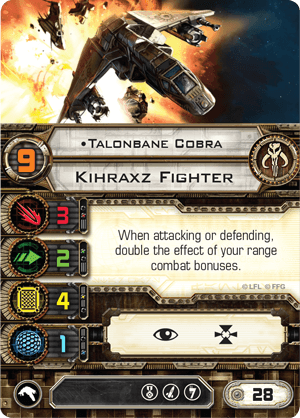 •Talonbane Cobra
9
Kihraxz Fighter
3
When attacking or defending,
double the effect of your range
combat bonuses.
2
© LFL © FFG
4
1
28